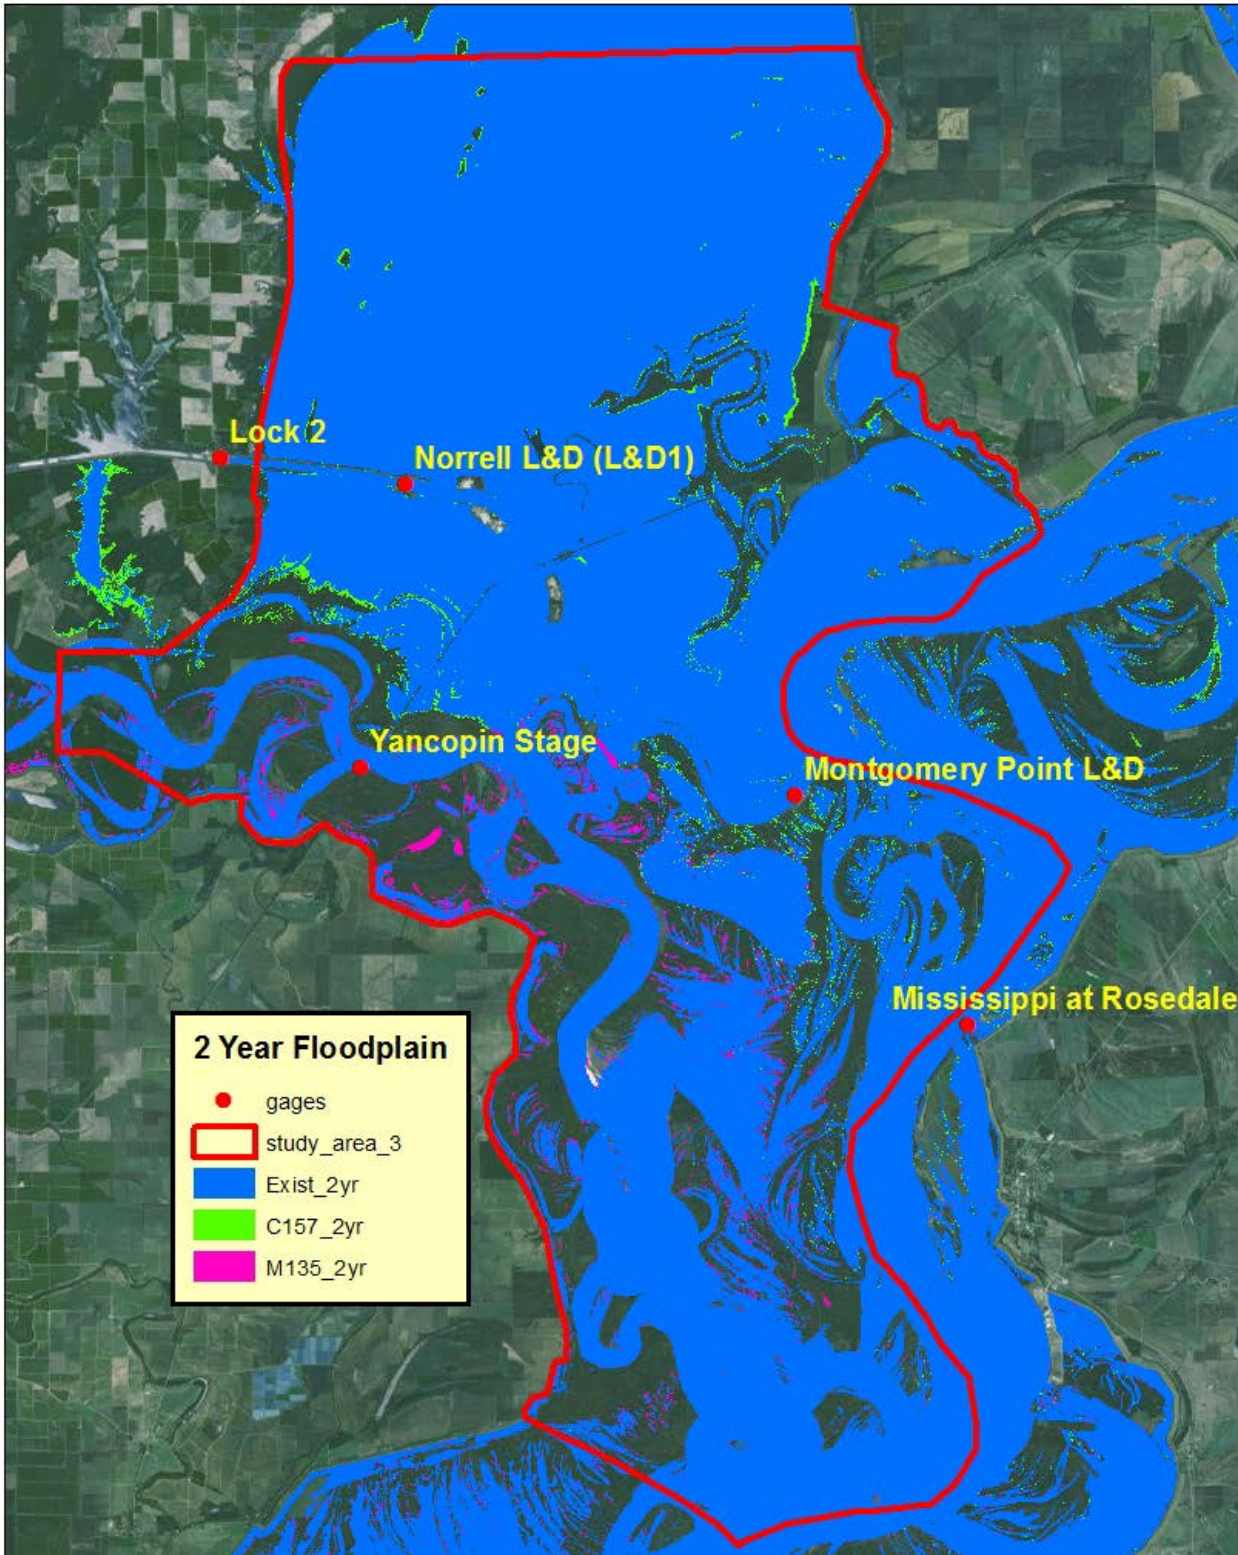 Lock 2
Norrell L&D (L&D1)
Yancopin Stage
Montgomery Point L&D
Mississippi at Rosedale
2 Year Floodplain
gages
study_area_3
Exist_2yr
C157_2yr
M135_2yr